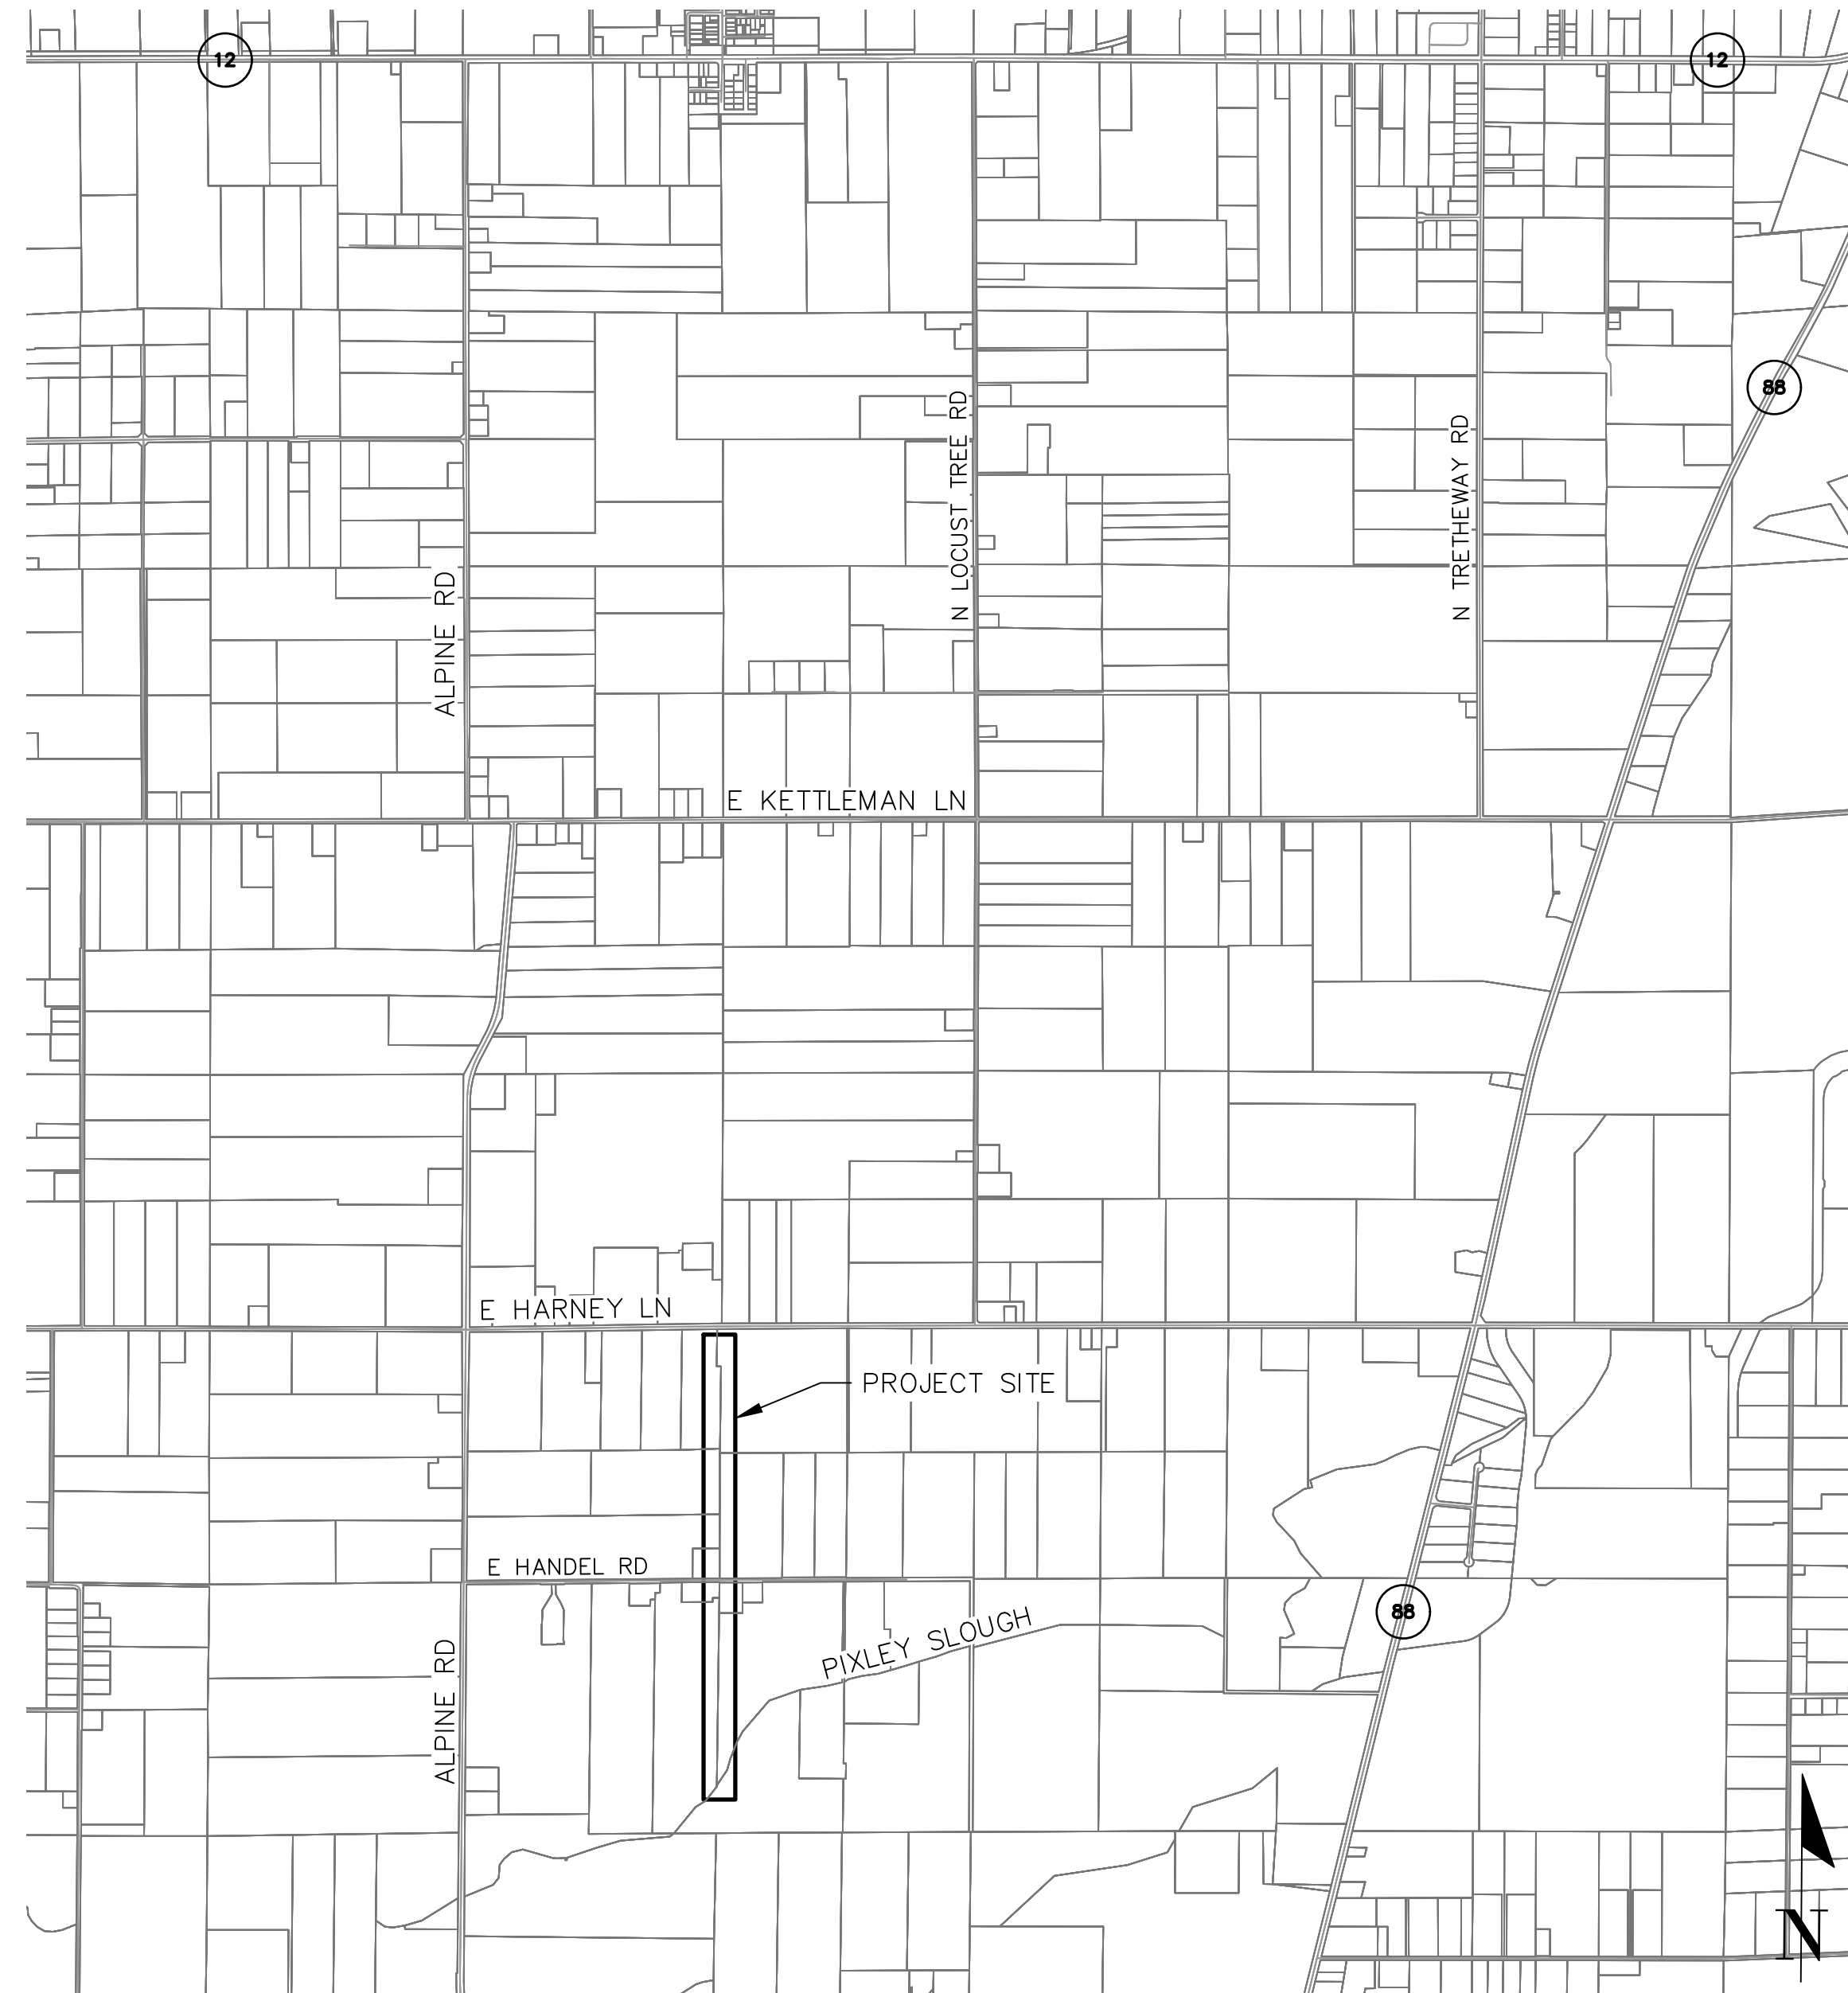 12
12
88
N LOCUST TREE RD
N TRETHEWAY RD
ALPINE RD
E KETTLEMAN LN
E HARNEY LN
PROJECT SITE
E HANDEL RD
88
PIXLEY SLOUGH
ALPINE RD
N